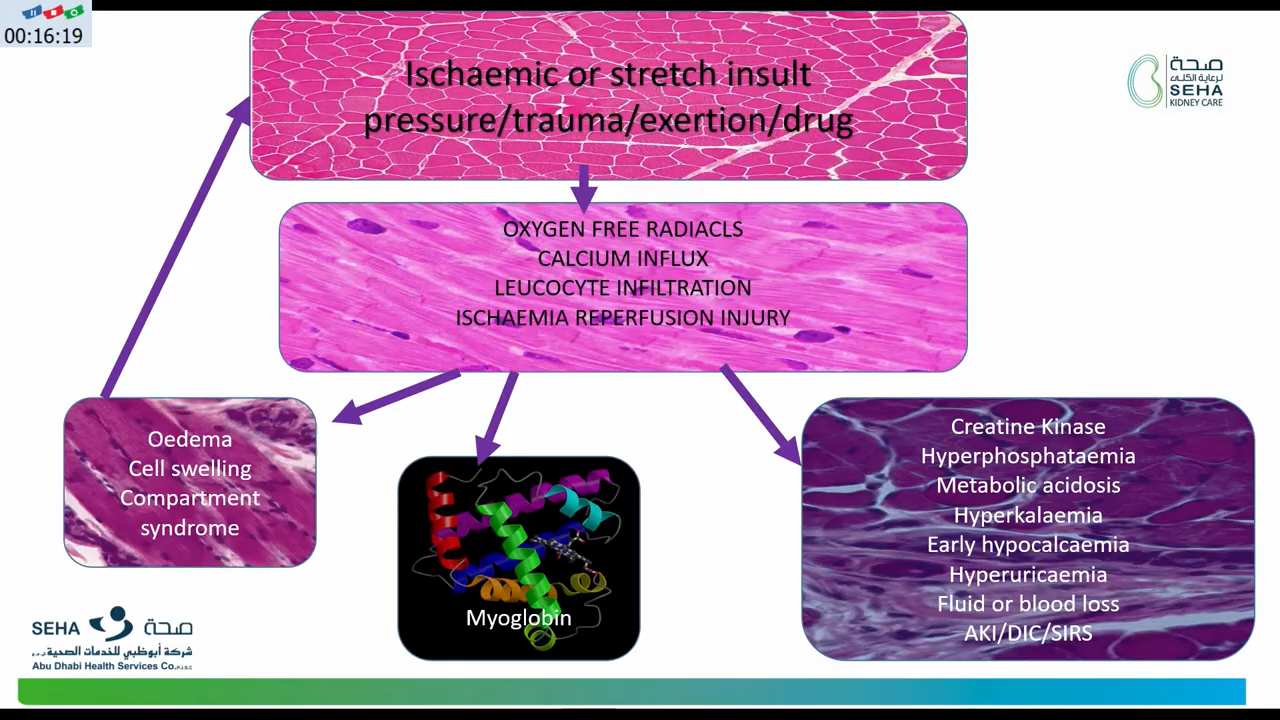 00:16:19
Ischaemic or stretch insult
pressure/trauma/exertion/drug
صحة
لرعاية الكلى
SEHA
KIDNEY CARE
OXYGEN FREE RADIACLS
CALCIUM INFLUX
LEUCOCYTE INFILTRATION
ISCHAEMIA REPERFUSION INJURY
Oedema
Cell swelling
Compartment
syndrome
Myoglobin
Creatine Kinase
Hyperphosphataemia
Metabolic acidosis
Hyperkalaemia
Early hypocalcaemia
Hyperuricaemia
Fluid or blood loss
AKI/DIC/SIRS
SEHA صحة
شركة أبوظبي للخدمات الصحية
Abu Dhabi Health Services Co.